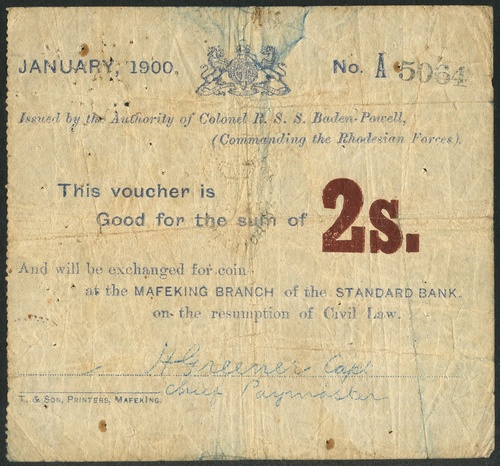 JANUARY, 1900.
No. A 5064
Issued by the Authority of Colonel R. S. S. Baden-Powell,
(Commanding the Rhodesian Forces).
This voucher is
Good for the sum of 2s.
And will be exchanged for coin
at the MAFEKING BRANCH of the STANDARD BANK.
on the resumption of Civil Law.
H Greener Capt
Chief Paymaster
T. & SON, PRINTERS, MAFEKING.